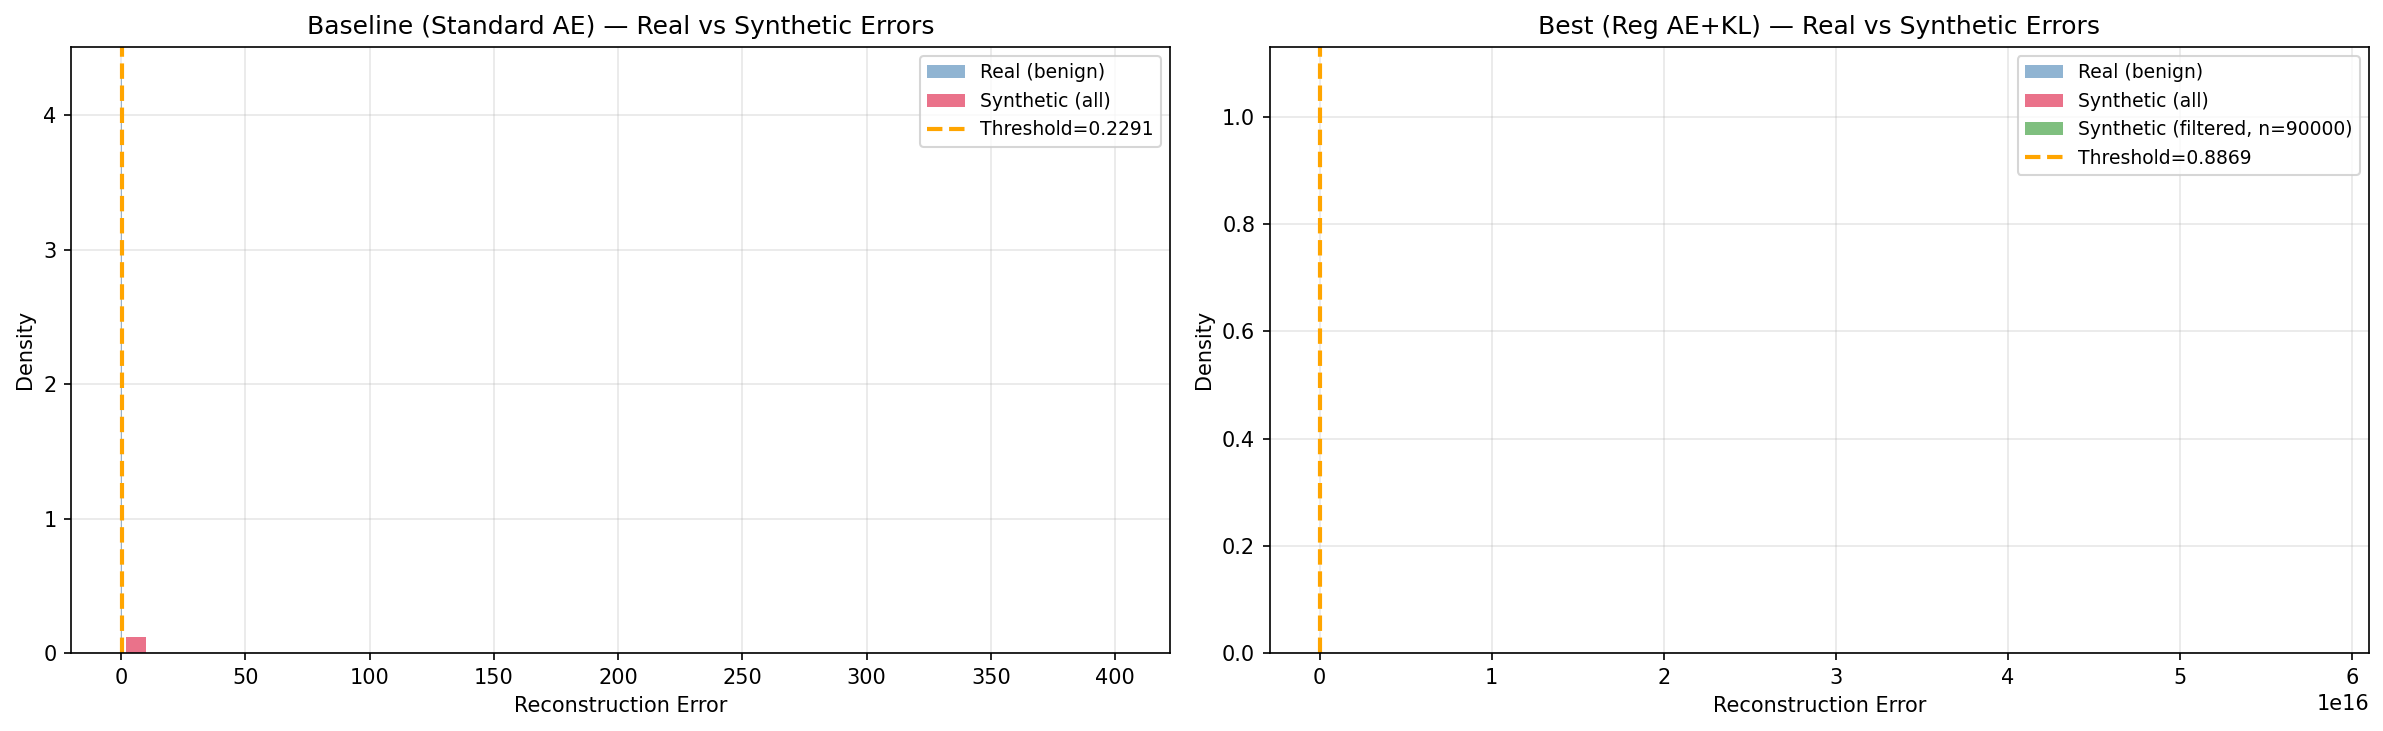 Baseline (Standard AE) — Real vs Synthetic Errors
Real (benign)
Synthetic (all)
Threshold=0.2291
4
3
2
1
0
Density
0 50 100 150 200 250 300 350 400
Reconstruction Error
Best (Reg AE+KL) — Real vs Synthetic Errors
Real (benign)
Synthetic (all)
Synthetic (filtered, n=90000)
Threshold=0.8869
1.0
0.8
0.6
0.4
0.2
0.0
Density
0 1 2 3 4 5 6
1e16
Reconstruction Error